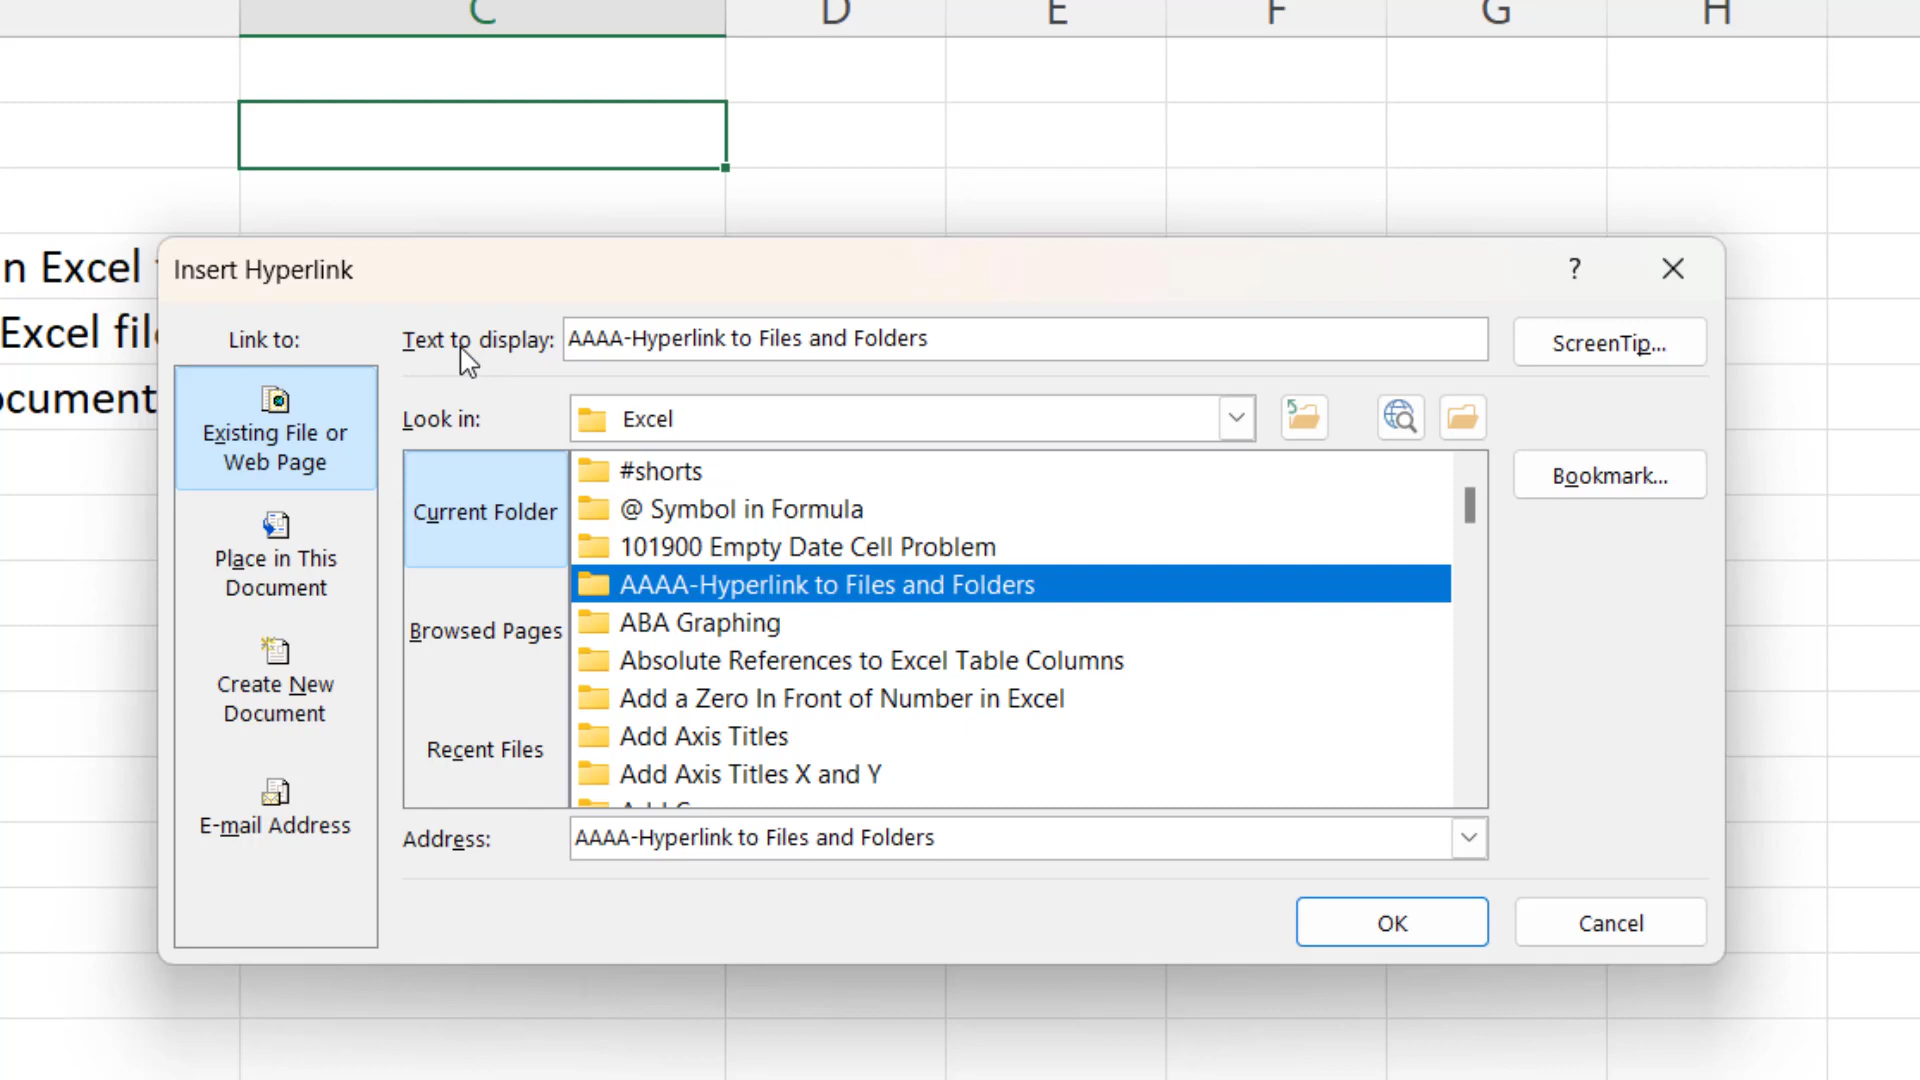 C D E F G H
n Excel
Excel fil
ocument
Insert Hyperlink ?
Link to:
Text to display: AAAA-Hyperlink to Files and Folders ScreenTip...
Existing File or
Web Page
Look in: Excel
Bookmark...
Current Folder
#shorts
@ Symbol in Formula
101900 Empty Date Cell Problem
AAAA-Hyperlink to Files and Folders
ABA Graphing
Absolute References to Excel Table Columns
Add a Zero In Front of Number in Excel
Add Axis Titles
Add Axis Titles X and Y
Place in This
Document
Browsed Pages
Create New
Document
Recent Files
E-mail Address
Address: AAAA-Hyperlink to Files and Folders
OK Cancel